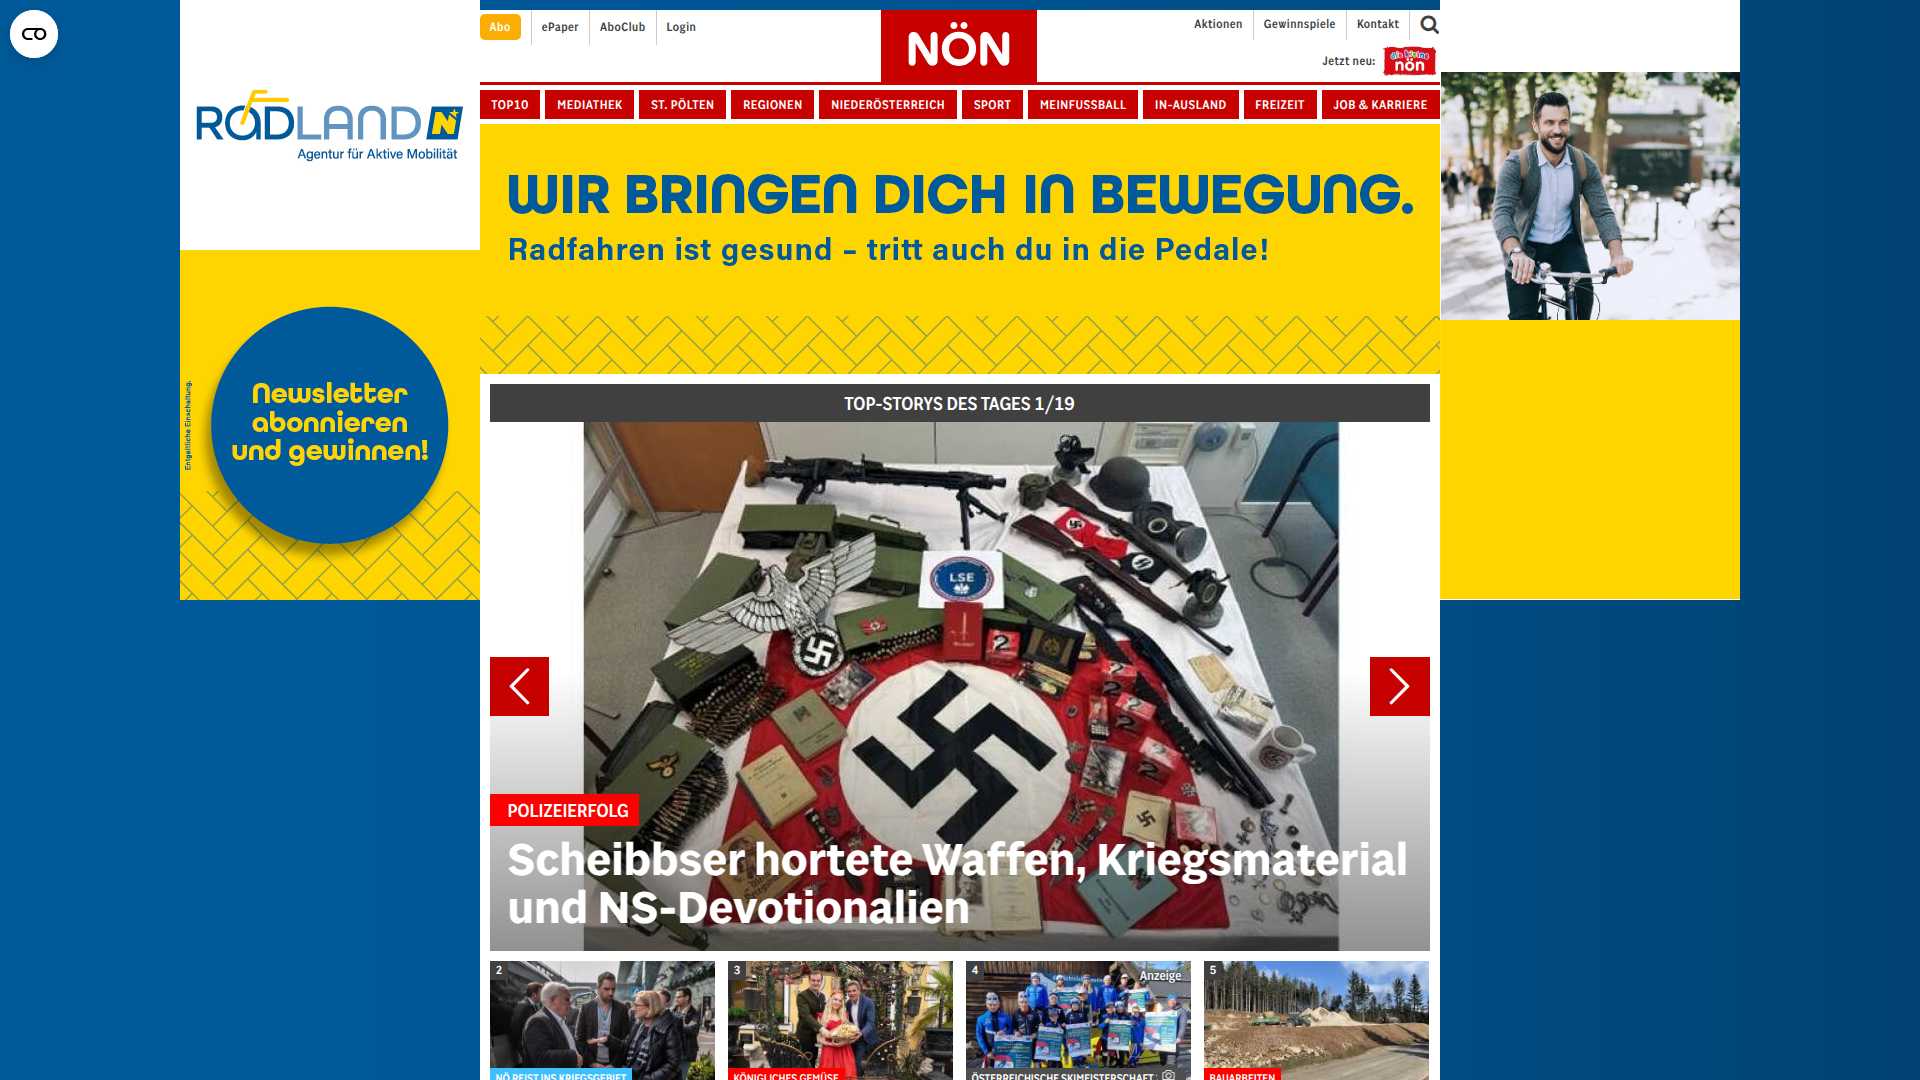 Abo
ePaper
AboClub
Login
NÖN
Aktionen
Gewinnspiele
Kontakt
Jetzt neu:
die kleine
nön
TOP10
MEDIATHEK
ST. PÖLTEN
REGIONEN
NIEDERÖSTERREICH
SPORT
MEINFUSSBALL
IN-AUSLAND
FREIZEIT
JOB & KARRIERE
RADLAND N
Agentur für Aktive Mobilität
WIR BRINGEN DICH IN BEWEGUNG.
Radfahren ist gesund – tritt auch du in die Pedale!
Newsletter
abonnieren
und gewinnen!
Entgeltliche Einschaltung.
TOP-STORYS DES TAGES 1/19
LSE
POLIZEIERFOLG
Scheibbser hortete Waffen, Kriegsmaterial
und NS-Devotionalien
2
3
4
Anzeige
5
NÖ REIST INS KRIEGSGEBIET
KÖNIGLICHES GEMÜSE
ÖSTERREICHISCHE SKIMEISTERSCHAFT
BAUARBEITEN